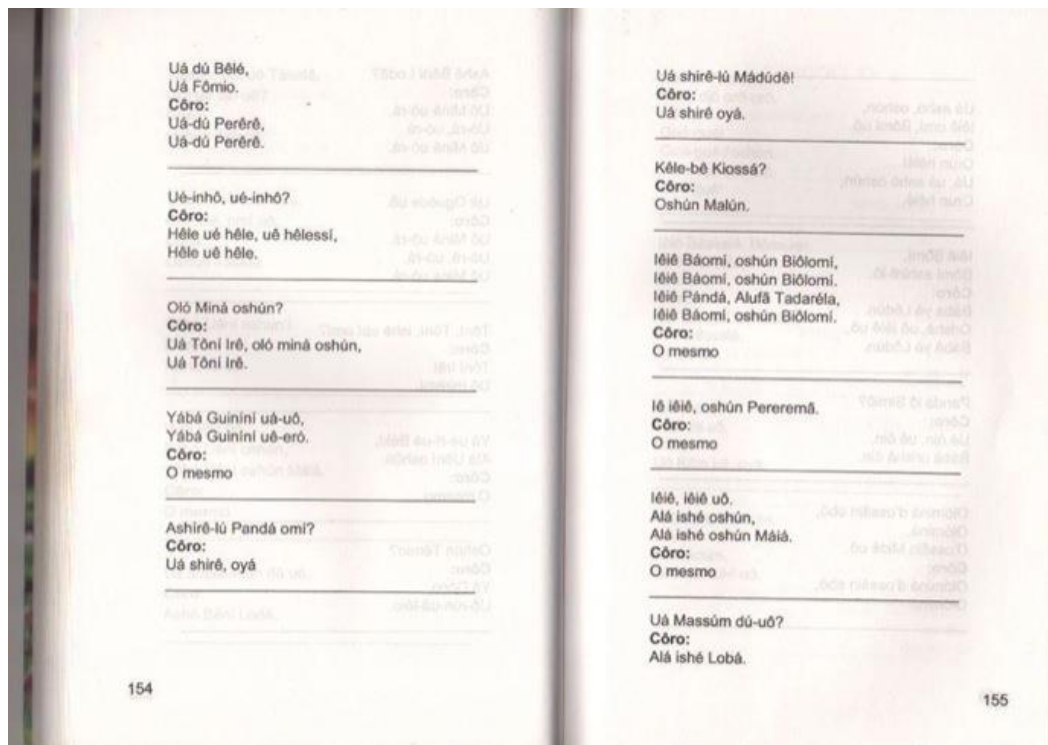 Uá dú Bêlé,
Uá Fômio.
Côro:
Uá-dú Perêrê,
Uá-dú Perêrê.
Ué-inhô, ué-inhô?
Côro:
Hêle ué hêle, uê hêlessí,
Hêle uê hêle.
Oló Miná oshún?
Côro:
Uá Tôní Irê, oló miná oshún,
Uá Tôní Irê.
Yábá Guininí uá-uô,
Yábá Guininí uê-eró.
Côro:
O mesmo
Ashirê-lú Pandá omí?
Côro:
Uá shirê, oyá
154
Uá shirê-lú Mádúdê!
Côro:
Uá shirê oyá.
Kêle-bê Kiossá?
Côro:
Oshún Malún.
Iêiê Báomí, oshún Biôlomí,
Iêiê Báomí, oshún Biôlomí.
Iêiê Pándá, Alufã Tadaréla,
Iêiê Báomí, oshún Biôlomí.
Côro:
O mesmo
Iê iêiê, oshún Pereremã.
Côro:
O mesmo
Iêiê, iêiê uô.
Alá ishé oshún,
Alá ishé oshún Máiá.
Côro:
O mesmo
Uá Massúm dú-uô?
Côro:
Alá ishé Lobá.
155